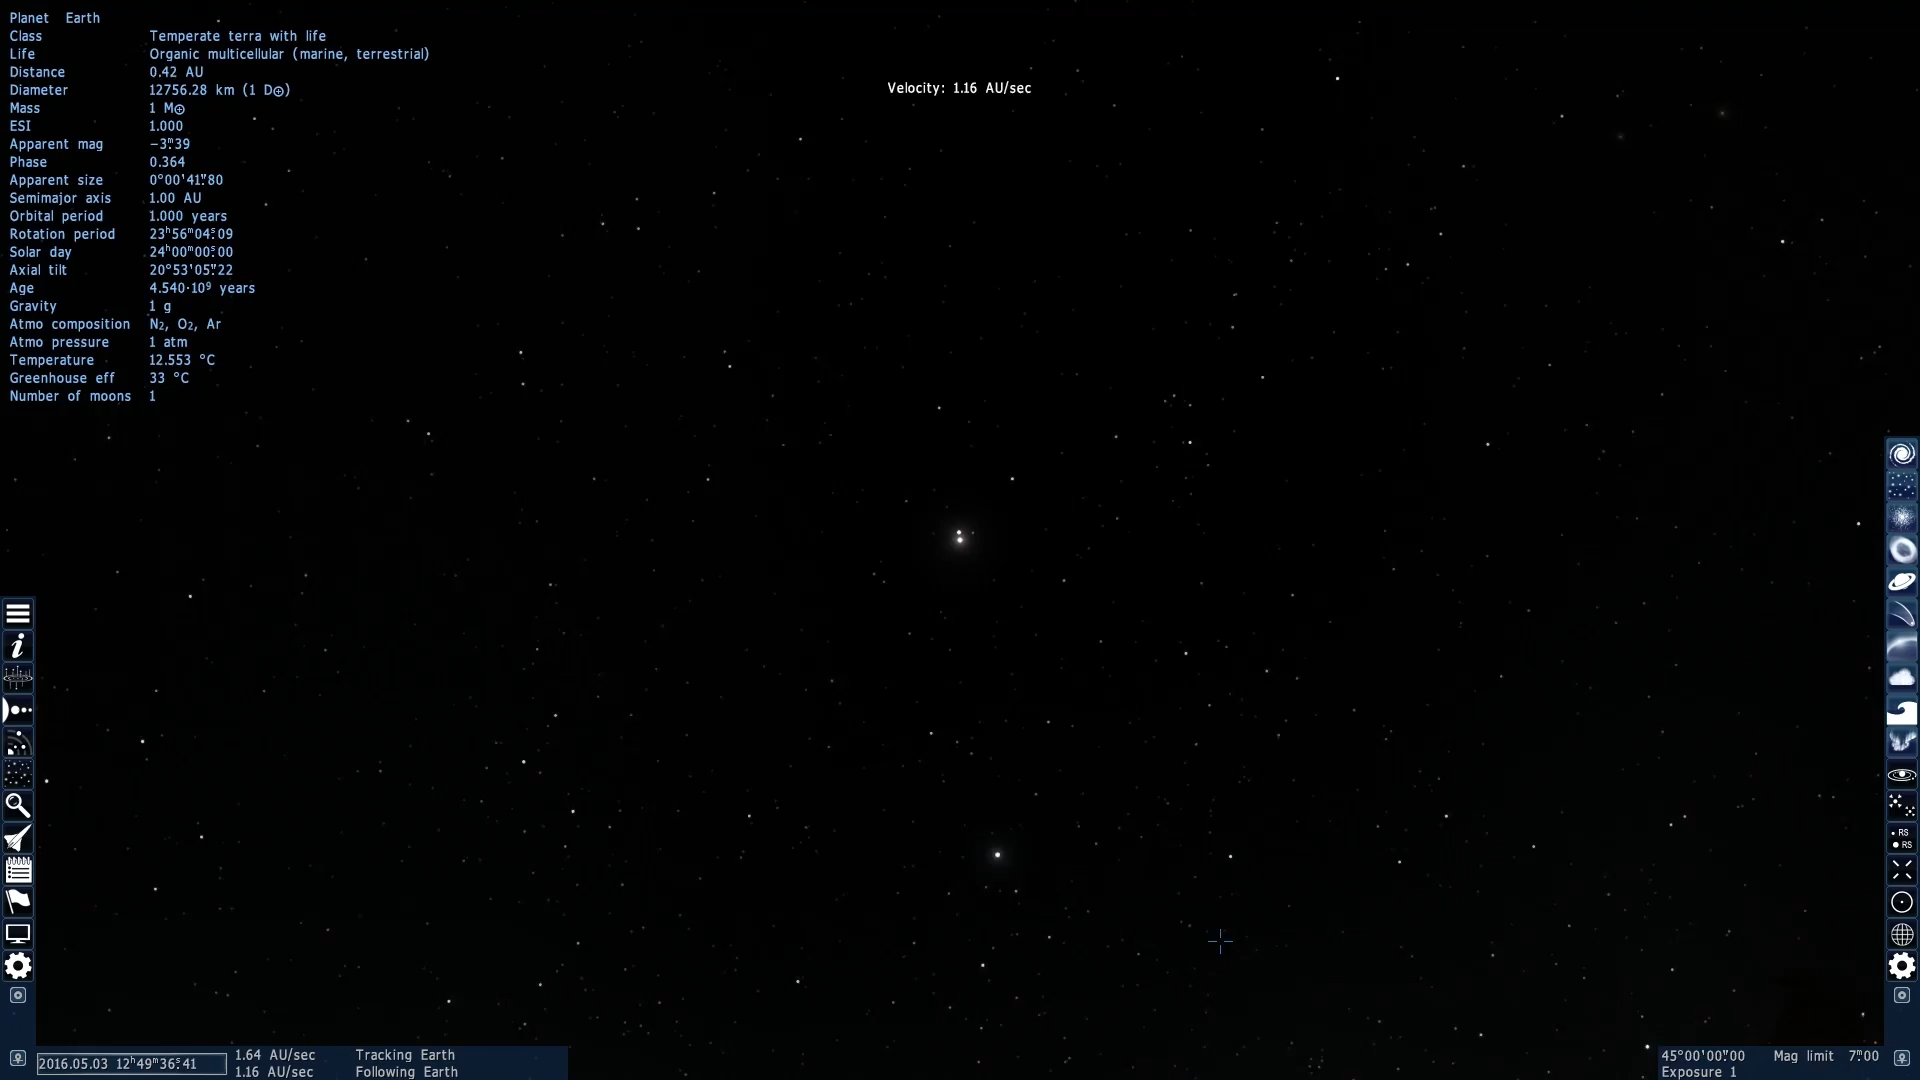 Planet Earth
Class Temperate terra with life
Life Organic multicellular (marine, terrestrial)
Distance 0.42 AU
Diameter 12756.28 km (1 D⊕)
Mass 1 M⊕
ESI 1.000
Apparent mag −3ᵐ.39
Phase 0.364
Apparent size 0°00'41".80
Semimajor axis 1.00 AU
Orbital period 1.000 years
Rotation period 23ʰ56ᵐ04ˢ.09
Solar day 24ʰ00ᵐ00ˢ.00
Axial tilt 20°53'05".22
Age 4.540·10⁹ years
Gravity 1 g
Atmo composition N₂, O₂, Ar
Atmo pressure 1 atm
Temperature 12.553 °C
Greenhouse eff 33 °C
Number of moons 1
Velocity: 1.16 AU/sec
RS
RS
2016.05.03 12ʰ49ᵐ36ˢ.41
1.64 AU/sec Tracking Earth
1.16 AU/sec Following Earth
45°00'00".00 Mag limit 7ᵐ.00
Exposure 1